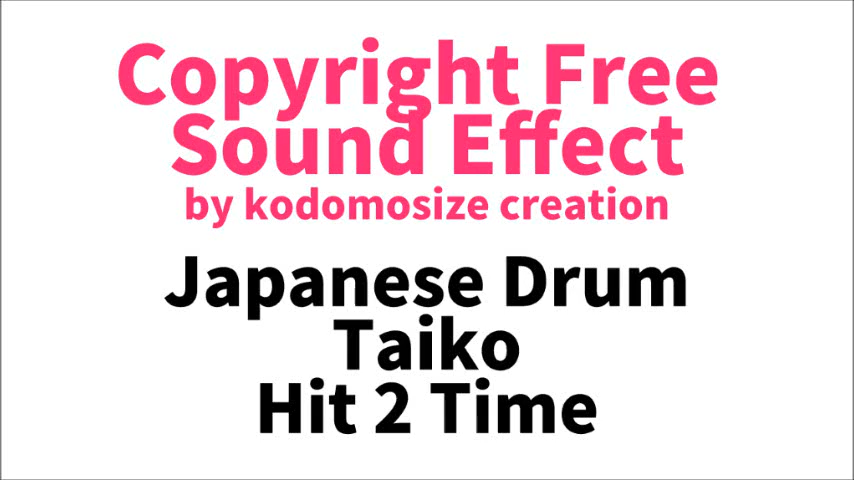 Copyright Free
Sound Effect
by kodomosize creation
Japanese Drum
Taiko
Hit 2 Time